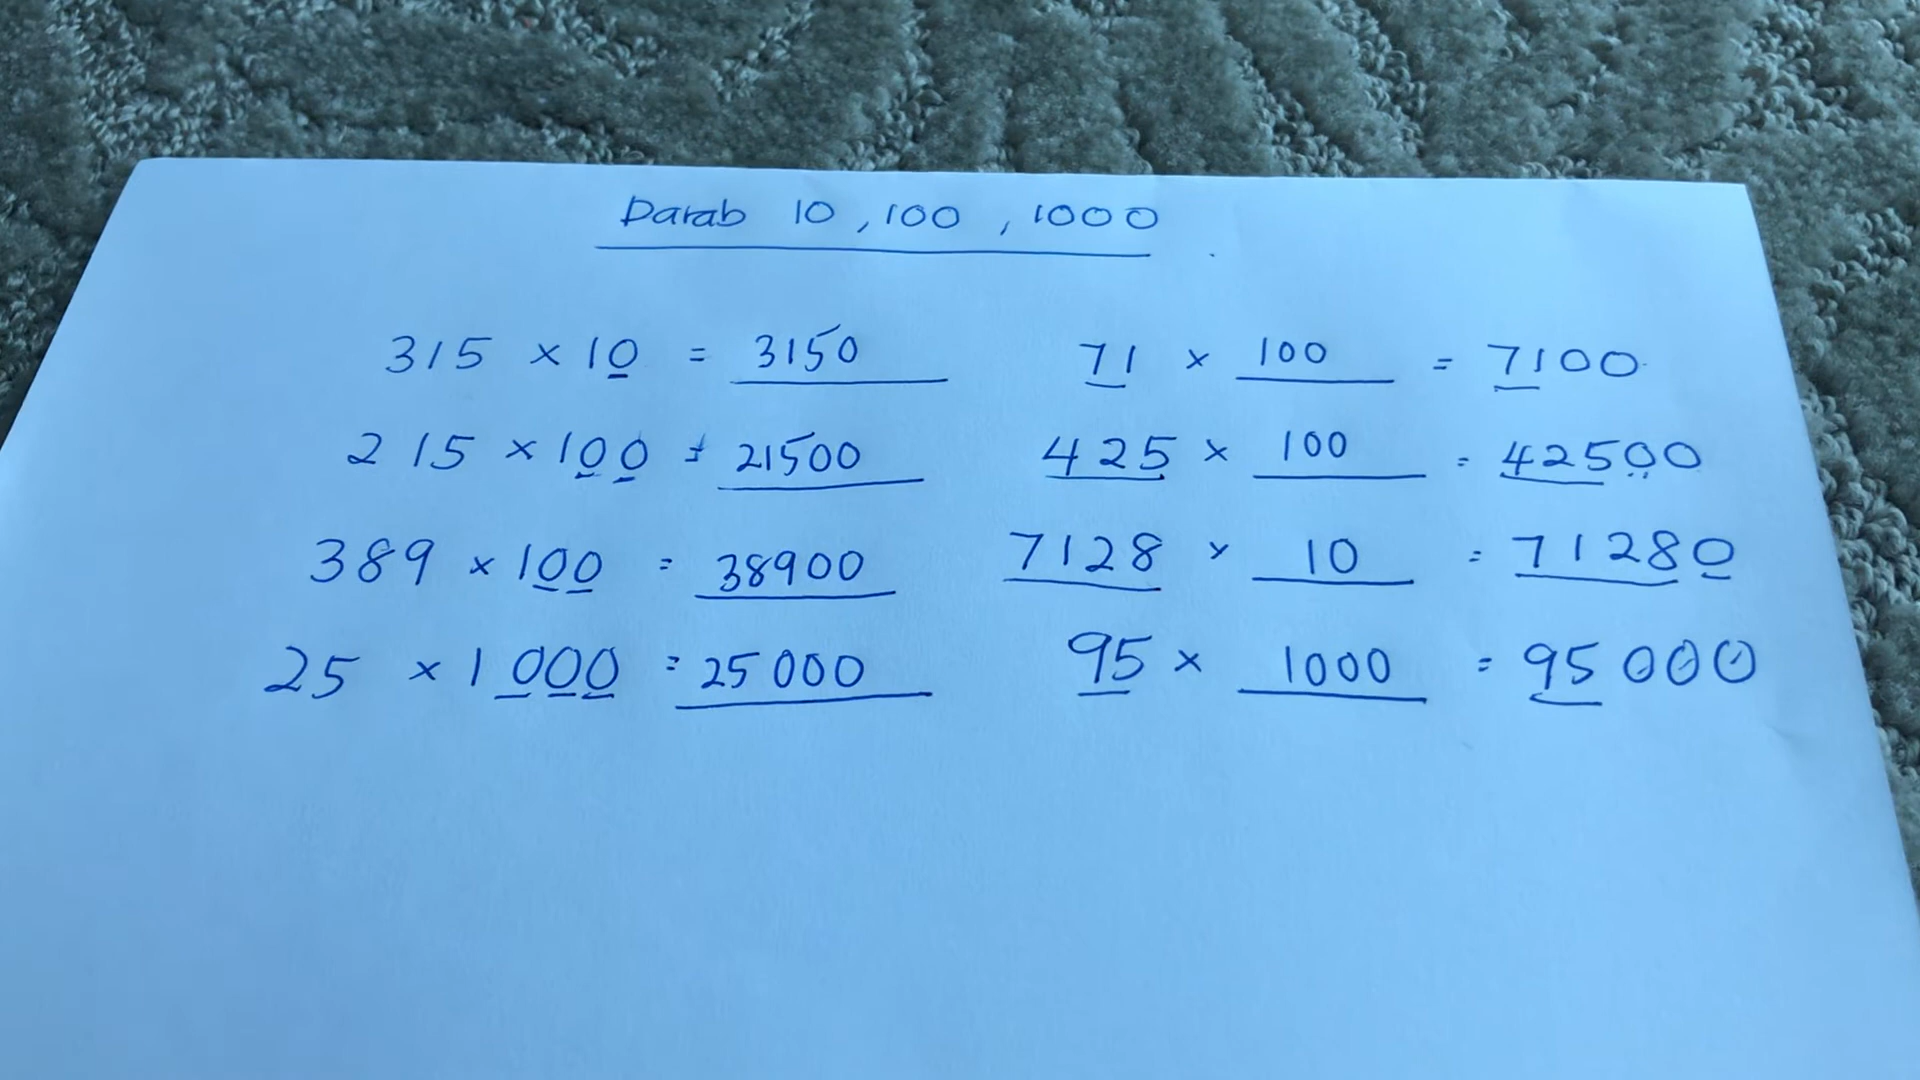 Darab 10, 100, 1000
315 × 10 = 3150
215 × 100 = 21500
389 × 100 = 38900
25 × 1000 = 25000
71 × 100 = 7100
425 × 100 = 42500
7128 × 10 = 71280
95 × 1000 = 95000